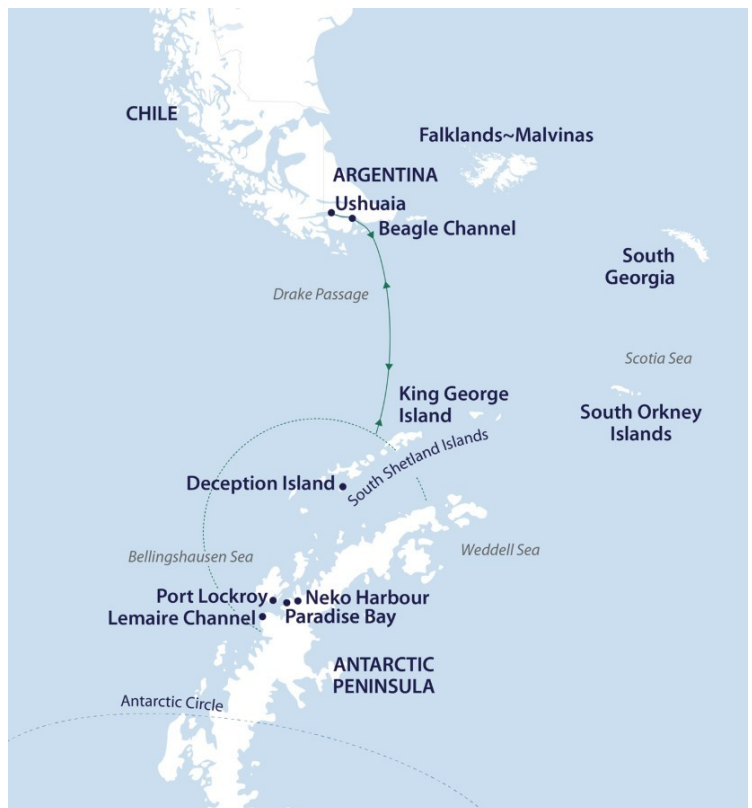 CHILE
Falklands~Malvinas
ARGENTINA
Ushuaia
Beagle Channel
South
Georgia
Drake Passage
Scotia Sea
King George
Island
South Orkney
Islands
South Shetland Islands
Deception Island
Bellingshausen Sea
Weddell Sea
Port Lockroy
Neko Harbour
Lemaire Channel
Paradise Bay
ANTARCTIC
PENINSULA
Antarctic Circle